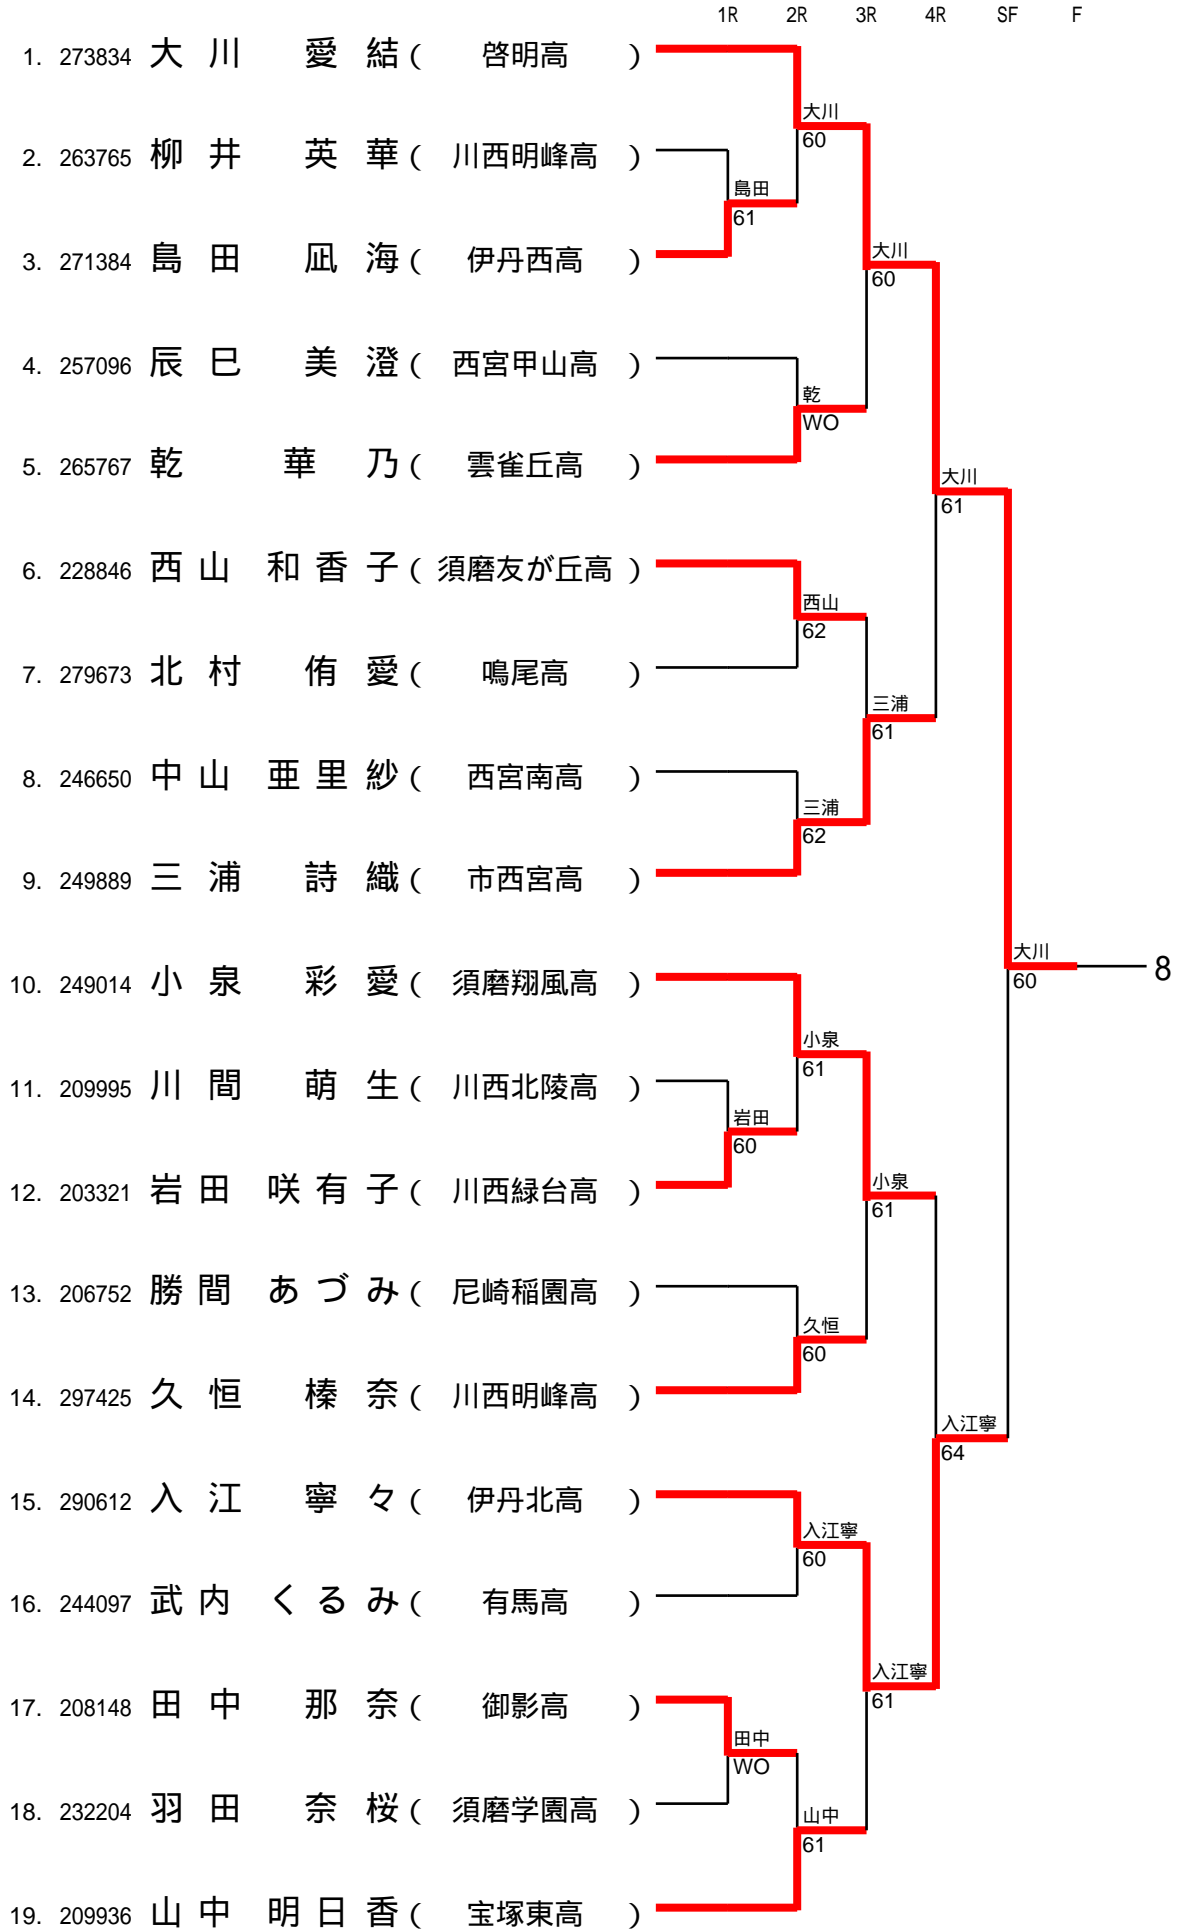 1R 2R 3R 4R SF F
1. 273834 大川 愛結 ( 啓明高 )
大川
60
2. 263765 柳井 英華 ( 川西明峰高 )
島田
61
3. 271384 島田 凪海 ( 伊丹西高 )
大川
60
4. 257096 辰巳 美澄 ( 西宮甲山高 )
乾
WO
5. 265767 乾 華乃 ( 雲雀丘高 )
大川
61
6. 228846 西山 和香子 ( 須磨友が丘高 )
西山
62
7. 279673 北村 侑愛 ( 鳴尾高 )
三浦
61
8. 246650 中山 亜里紗 ( 西宮南高 )
三浦
62
9. 249889 三浦 詩織 ( 市西宮高 )
大川
60
8
10. 249014 小泉 彩愛 ( 須磨翔風高 )
小泉
61
11. 209995 川間 萌生 ( 川西北陵高 )
岩田
60
12. 203321 岩田 咲有子 ( 川西緑台高 )
小泉
61
13. 206752 勝間 あづみ ( 尼崎稲園高 )
久恒
60
14. 297425 久恒 榛奈 ( 川西明峰高 )
入江寧
64
15. 290612 入江 寧々 ( 伊丹北高 )
入江寧
60
16. 244097 武内 くるみ ( 有馬高 )
入江寧
61
17. 208148 田中 那奈 ( 御影高 )
田中
WO
18. 232204 羽田 奈桜 ( 須磨学園高 )
山中
61
19. 209936 山中 明日香 ( 宝塚東高 )